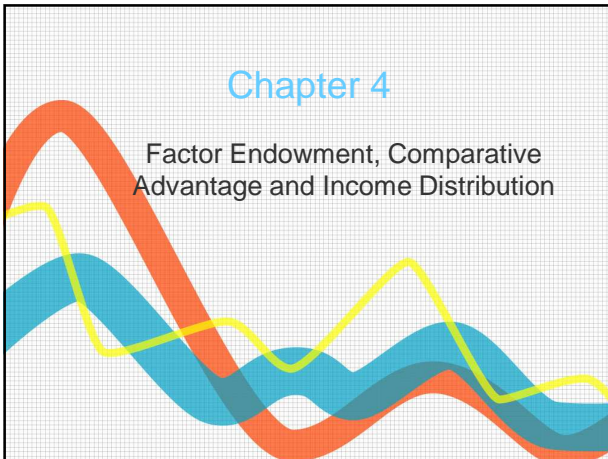 Chapter 4
Factor Endowment, Comparative
Advantage and Income Distribution